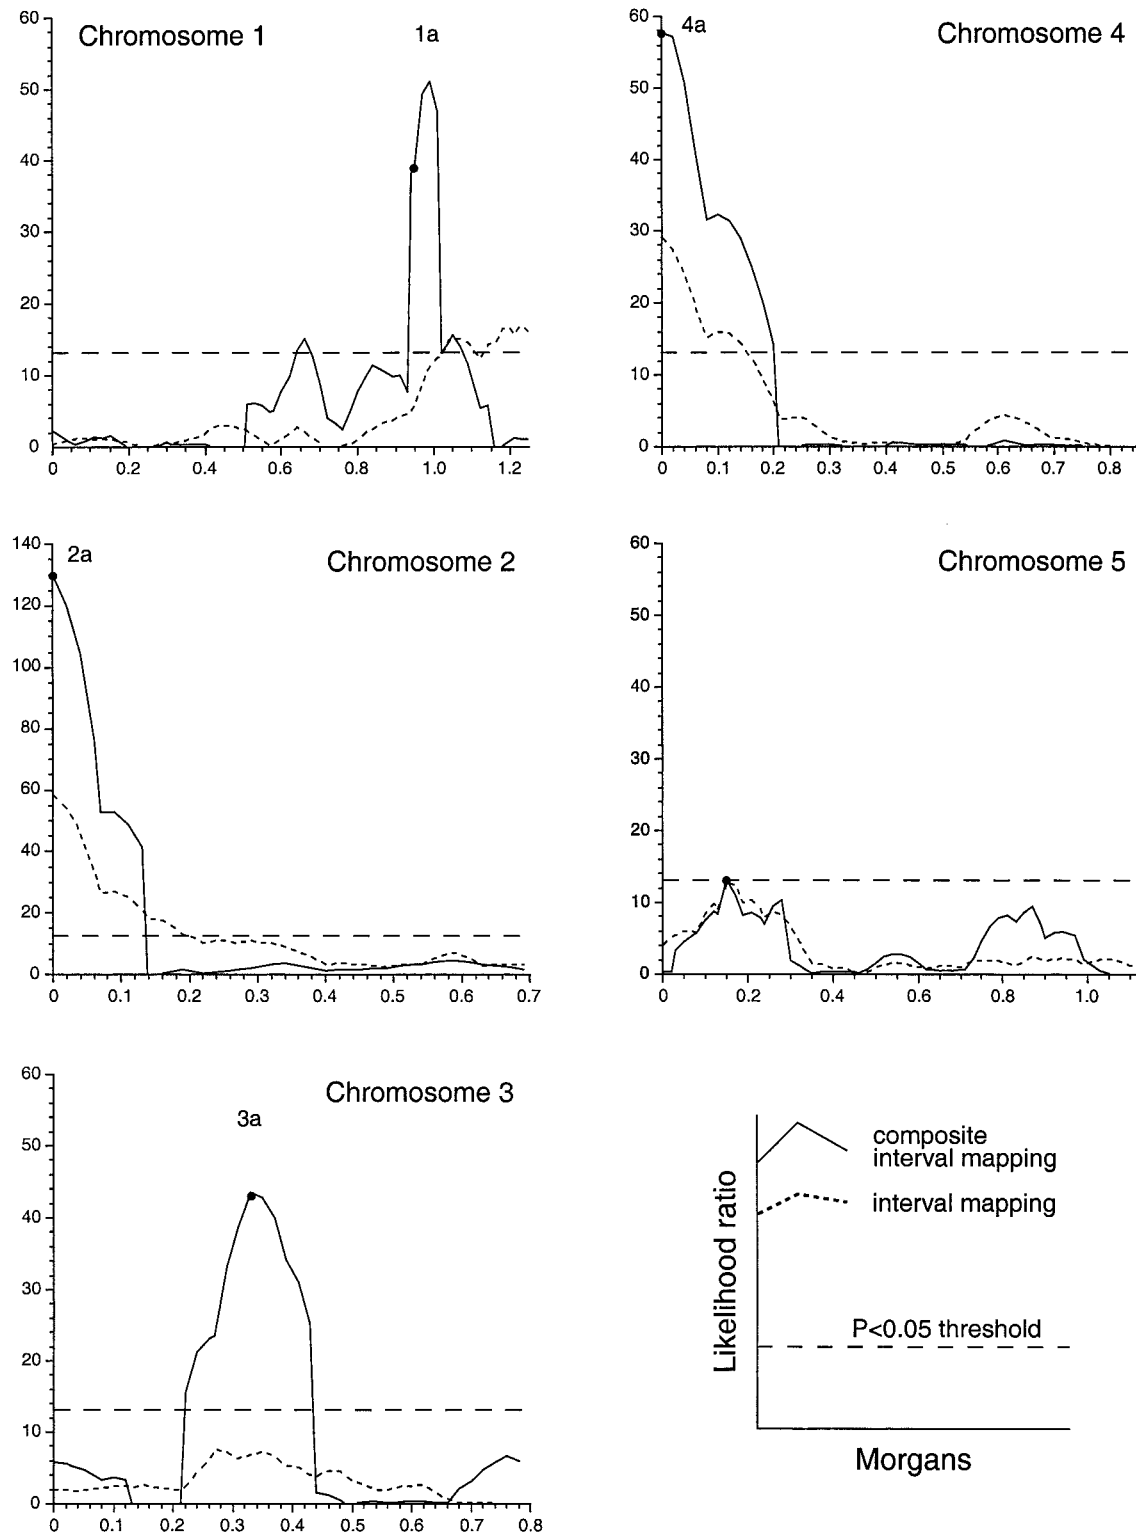 Chromosome 1
1a
60
50
40
30
20
10
0
0 0.2 0.4 0.6 0.8 1.0 1.2
4a
Chromosome 4
60
50
40
30
20
10
0
0 0.1 0.2 0.3 0.4 0.5 0.6 0.7 0.8
2a
Chromosome 2
140
120
100
80
60
40
20
0
0 0.1 0.2 0.3 0.4 0.5 0.6 0.7
Chromosome 5
60
50
40
30
20
10
0
0 0.2 0.4 0.6 0.8 1.0
Chromosome 3
3a
60
50
40
30
20
10
0
0 0.1 0.2 0.3 0.4 0.5 0.6 0.7 0.8
composite
interval mapping
interval mapping
P<0.05 threshold
Likelihood ratio
Morgans